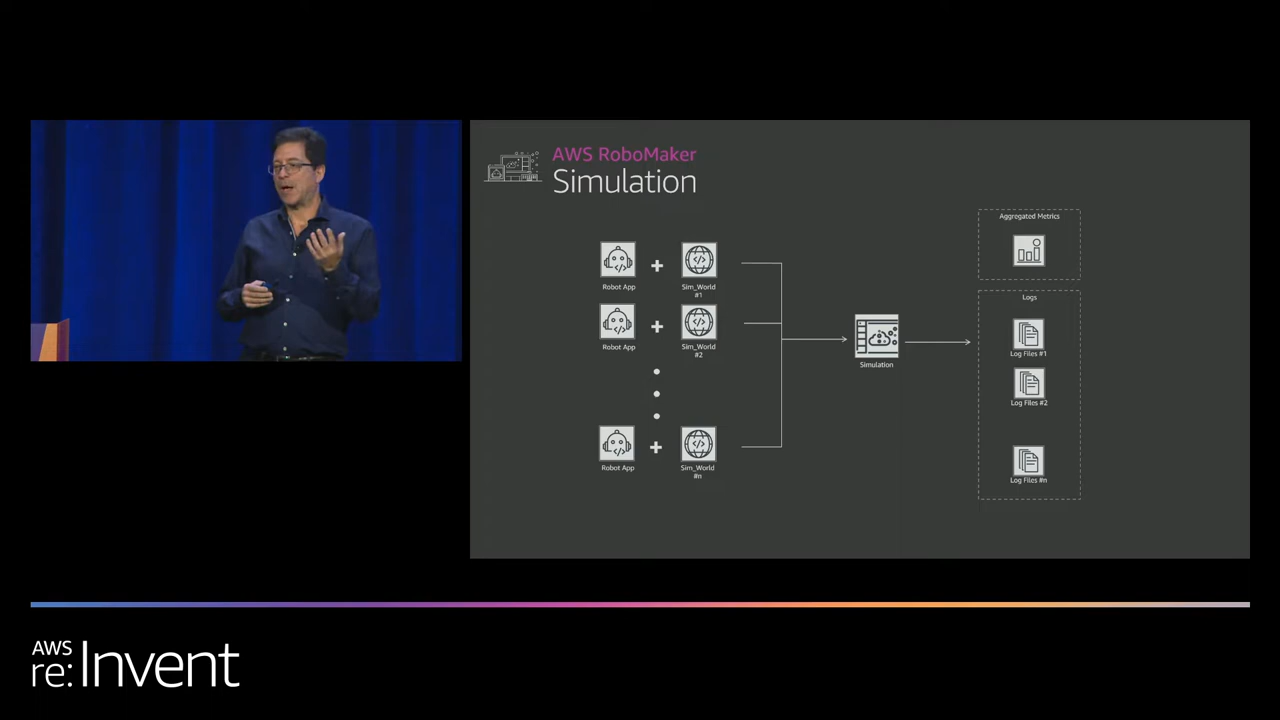 AWS RoboMaker
Simulation
Aggregated Metrics
Robot App
Sim_World
#1
Robot App
Sim_World
#2
Robot App
Sim_World
#n
Simulation
Logs
Log Files #1
Log Files #2
Log Files #n
AWS
re:Invent